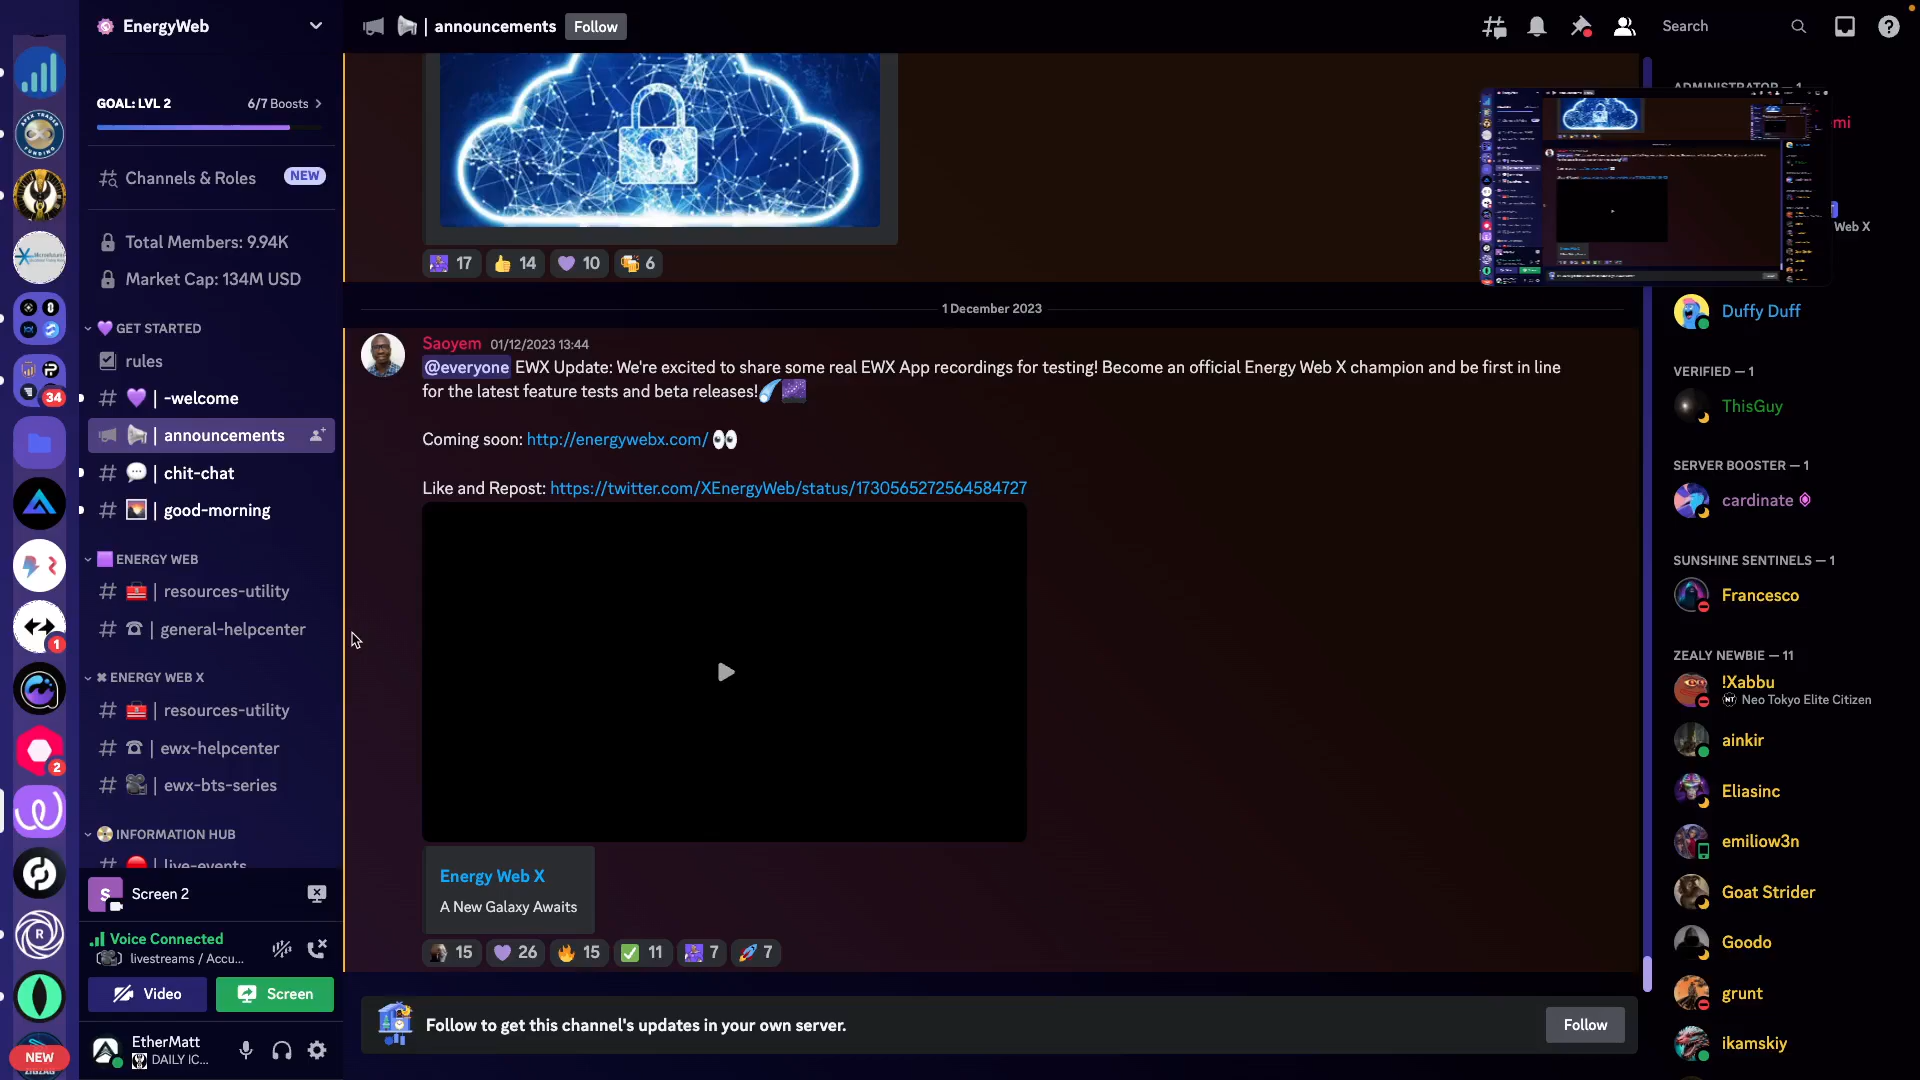 EnergyWeb
GOAL: LVL 2
6/7 Boosts
Channels & Roles
NEW
Total Members: 9.94K
Market Cap: 134M USD
GET STARTED
rules
| -welcome
| announcements
| chit-chat
| good-morning
ENERGY WEB
| resources-utility
| general-helpcenter
ENERGY WEB X
| resources-utility
| ewx-helpcenter
| ewx-bts-series
INFORMATION HUB
| live-events
S
Screen 2
Voice Connected
livestreams / Accu...
Video
Screen
EtherMatt
DAILY IC...
34
1
2
NEW
| announcements
Follow
Search
17
14
10
6
1 December 2023
Saoyem 01/12/2023 13:44
@everyone EWX Update: We're excited to share some real EWX App recordings for testing! Become an official Energy Web X champion and be first in line
for the latest feature tests and beta releases!
Coming soon: http://energywebx.com/
Like and Repost: https://twitter.com/XEnergyWeb/status/1730565272564584727
Energy Web X
A New Galaxy Awaits
15
26
15
11
7
7
Follow to get this channel's updates in your own server.
Follow
ADMINISTRATOR — 1
Web X
Duffy Duff
VERIFIED — 1
ThisGuy
SERVER BOOSTER — 1
cardinate
SUNSHINE SENTINELS — 1
Francesco
ZEALY NEWBIE — 11
!Xabbu
Neo Tokyo Elite Citizen
ainkir
Eliasinc
emiliow3n
Goat Strider
Goodo
grunt
ikamskiy